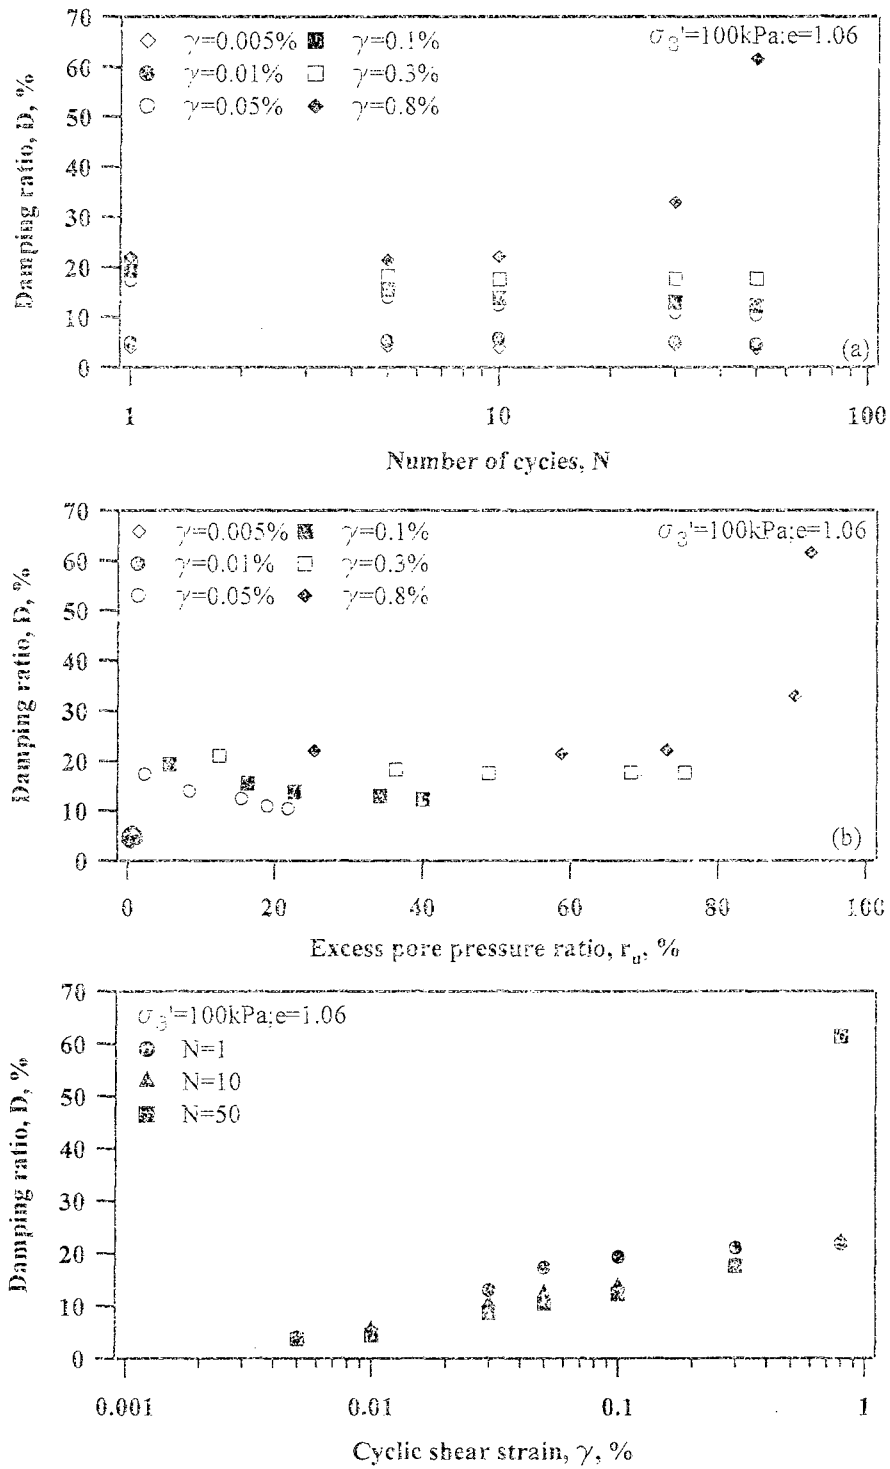 70
60
50
40
30
20
10
0
Damping ratio, D, %
γ=0.005% γ=0.1%
γ=0.01% γ=0.3%
γ=0.05% γ=0.8%
σ3'=100kPa;e=1.06
(a)
1 10 100
Number of cycles, N
70
60
50
40
30
20
10
0
Damping ratio, D, %
γ=0.005% γ=0.1%
γ=0.01% γ=0.3%
γ=0.05% γ=0.8%
σ3'=100kPa;e=1.06
(b)
0 20 40 60 80 100
Excess pore pressure ratio, ru, %
70
60
50
40
30
20
10
0
Damping ratio, D, %
σ3'=100kPa;e=1.06
N=1
N=10
N=50
0.001 0.01 0.1 1
Cyclic shear strain, γ, %